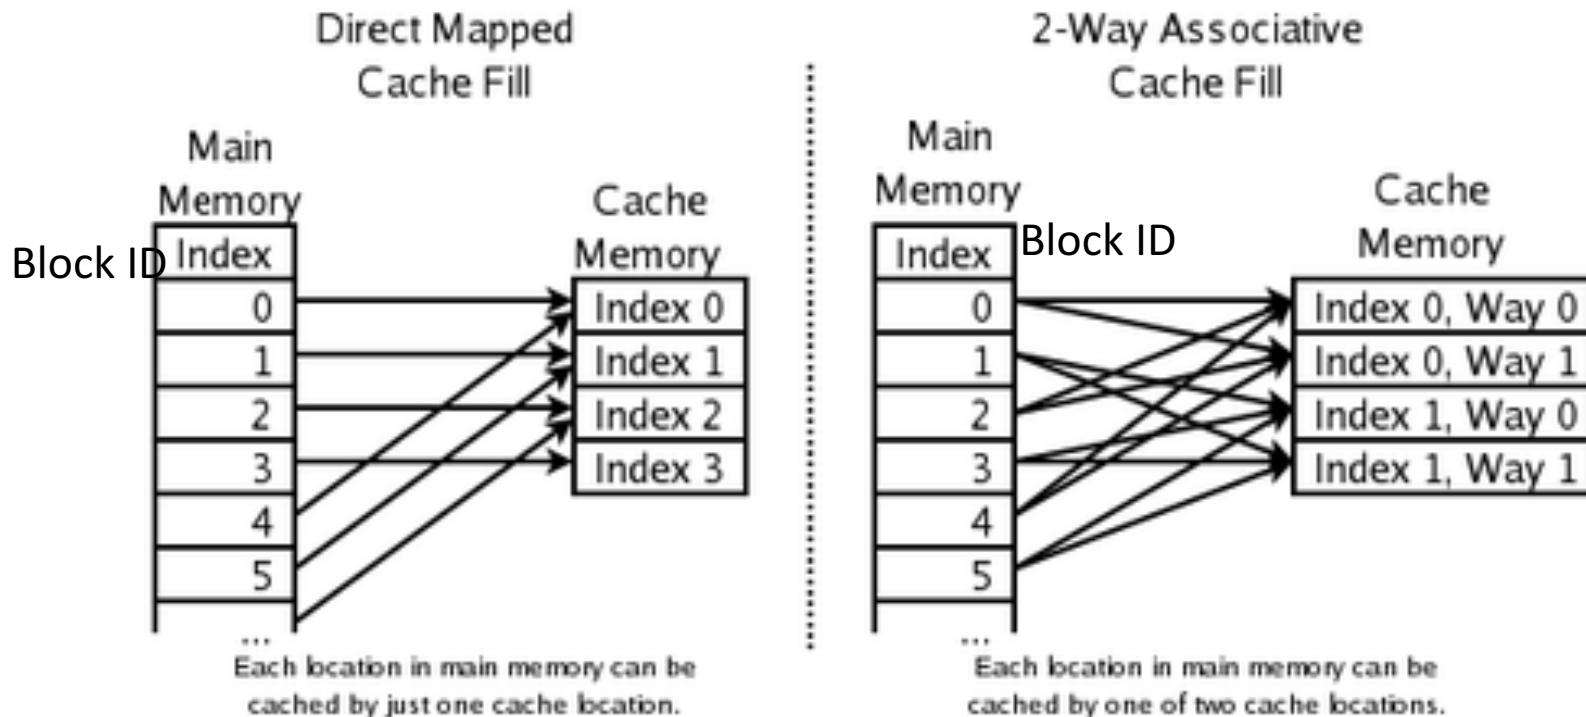 Direct Mapped
Cache Fill
Main
Memory
Block ID
Index
0
1
2
3
4
5
...
Cache
Memory
Index 0
Index 1
Index 2
Index 3
Each location in main memory can be
cached by just one cache location.
2-Way Associative
Cache Fill
Main
Memory
Block ID
Index
0
1
2
3
4
5
...
Cache
Memory
Index 0, Way 0
Index 0, Way 1
Index 1, Way 0
Index 1, Way 1
Each location in main memory can be
cached by one of two cache locations.